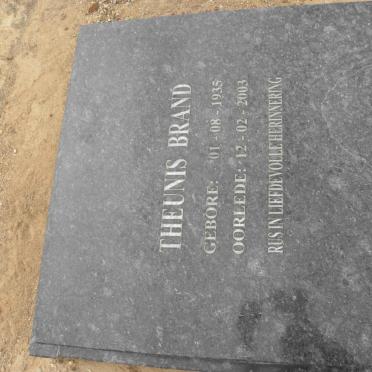 THEUNIS BRAND
GEBORE: 01 - 08 - 1935
OORLEDE: 12 - 02 - 2003
RUS IN LIEFDEVOLLE HERINNERING